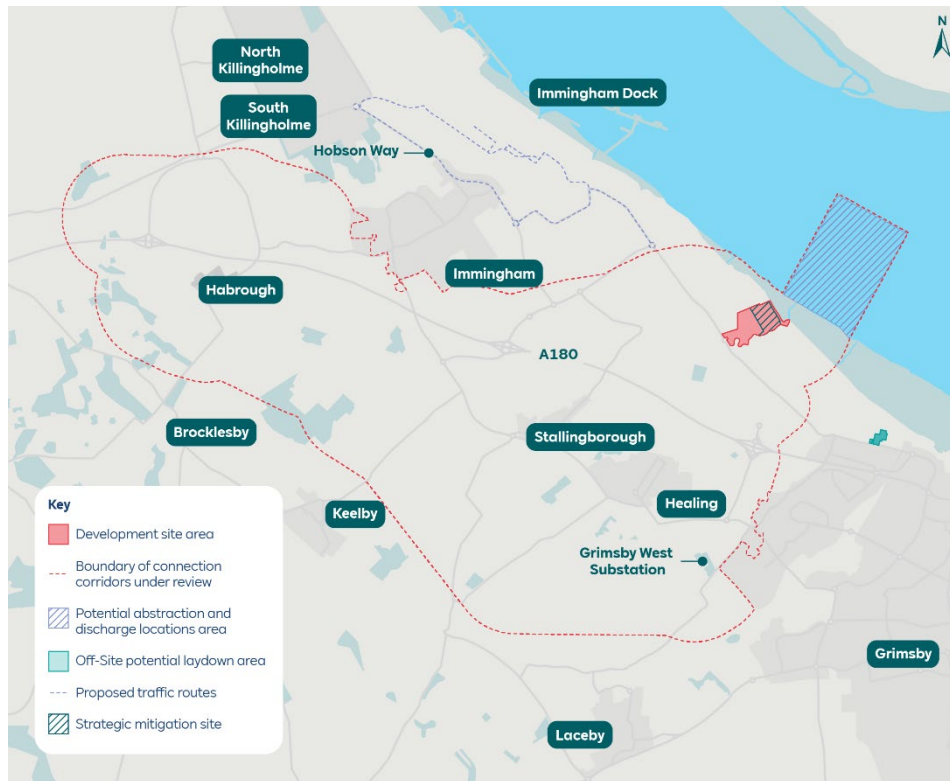 N
North
Killingholme
South
Killingholme
Immingham Dock
Hobson Way
Immingham
Habrough
A180
Brocklesby
Stallingborough
Keelby
Healing
Grimsby West
Substation
Grimsby
Laceby
Key
Development site area
Boundary of connection
corridors under review
Potential abstraction and
discharge locations area
Off-Site potential laydown area
Proposed traffic routes
Strategic mitigation site